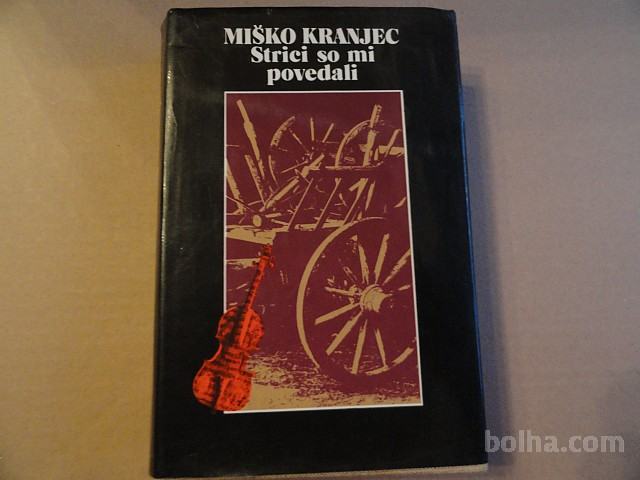 MIŠKO KRANJEC
Strici so mi
povedali
bolha.com